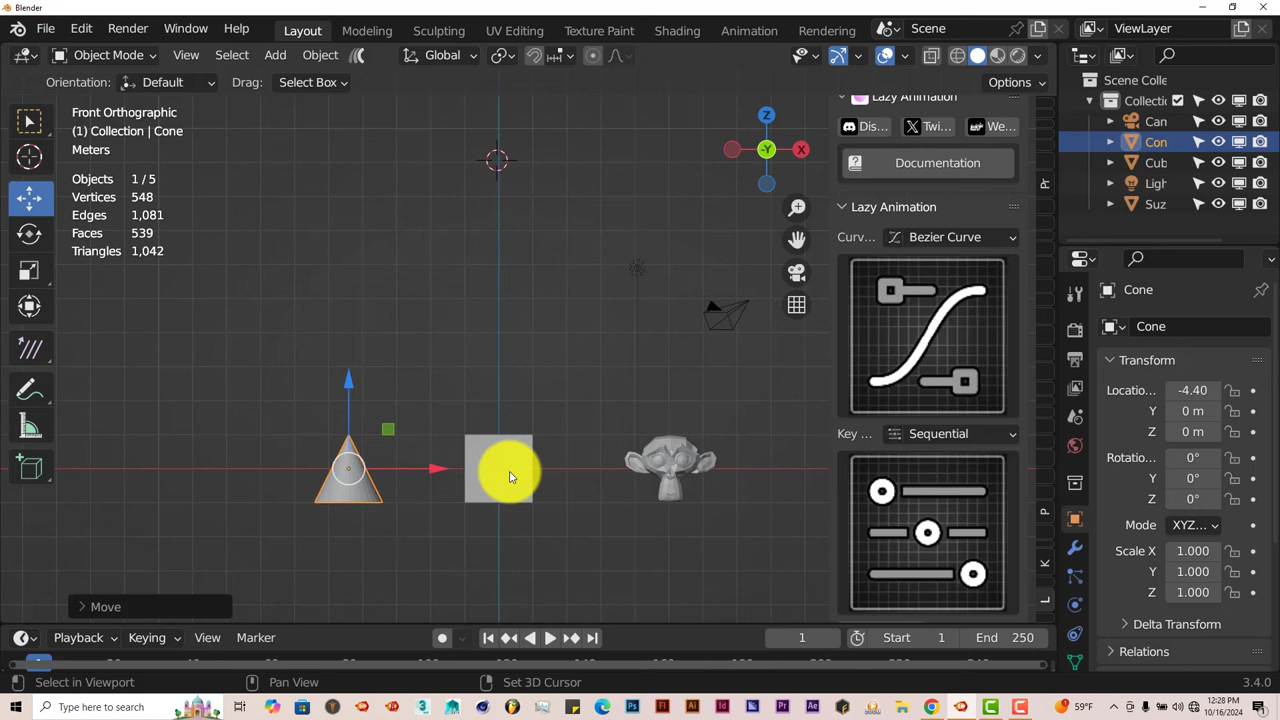 Blender
File Edit Render Window Help Layout Modeling Sculpting UV Editing Texture Paint Shading Animation Rendering Scene ViewLayer
Object Mode View Select Add Object Global
Orientation: Default Drag: Select Box Options
Front Orthographic
(1) Collection | Cone
Meters
Objects 1/5
Vertices 548
Edges 1,081
Faces 539
Triangles 1,042
Z
-Y
X
Move
Lazy Animation
Dis... Twi... We...
Documentation
Lazy Animation
Curv... Bezier Curve
Key ... Sequential
P
K
L
Scene Colle
Collecti
Can
Con
Cub
Ligh
Suz
Cone
Cone
Transform
Locatio... -4.40
Y 0 m
Z 0 m
Rotatio... 0°
Y 0°
Z 0°
Mode XYZ...
Scale X 1.000
Y 1.000
Z 1.000
Delta Transform
Relations
Playback Keying View Marker 1 Start 1 End 250
Select in Viewport Pan View Set 3D Cursor 3.4.0
Type here to search 59°F 12:28 PM
10/16/2024